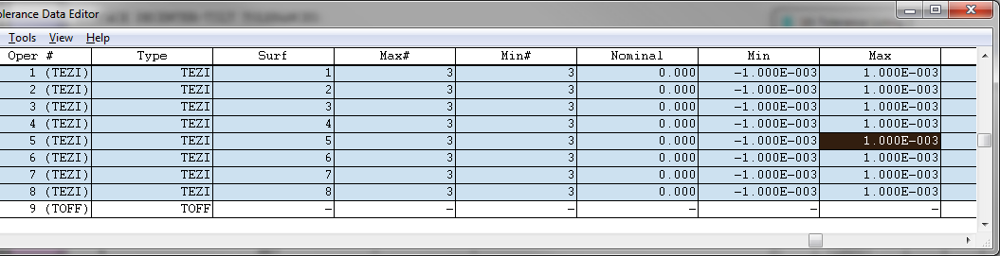 olerance Data Editor
Tools View Help
Oper # Type Surf Max# Min# Nominal Min Max
1 (TEZI) TEZI 1 3 3 0.000 -1.000E-003 1.000E-003
2 (TEZI) TEZI 2 3 3 0.000 -1.000E-003 1.000E-003
3 (TEZI) TEZI 3 3 3 0.000 -1.000E-003 1.000E-003
4 (TEZI) TEZI 4 3 3 0.000 -1.000E-003 1.000E-003
5 (TEZI) TEZI 5 3 3 0.000 -1.000E-003 1.000E-003
6 (TEZI) TEZI 6 3 3 0.000 -1.000E-003 1.000E-003
7 (TEZI) TEZI 7 3 3 0.000 -1.000E-003 1.000E-003
8 (TEZI) TEZI 8 3 3 0.000 -1.000E-003 1.000E-003
9 (TOFF) TOFF - - - - - -